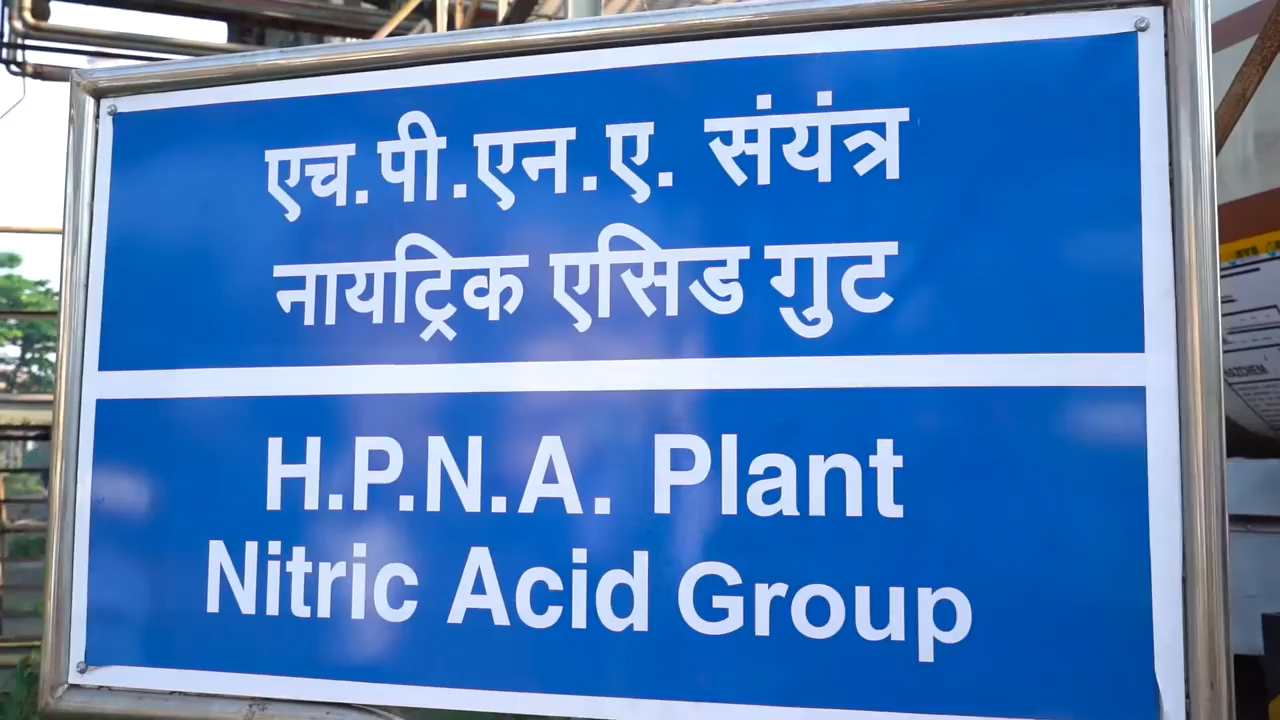 एच.पी.एन.ए. संयंत्र
नायट्रिक एसिड गुट
H.P.N.A. Plant
Nitric Acid Group